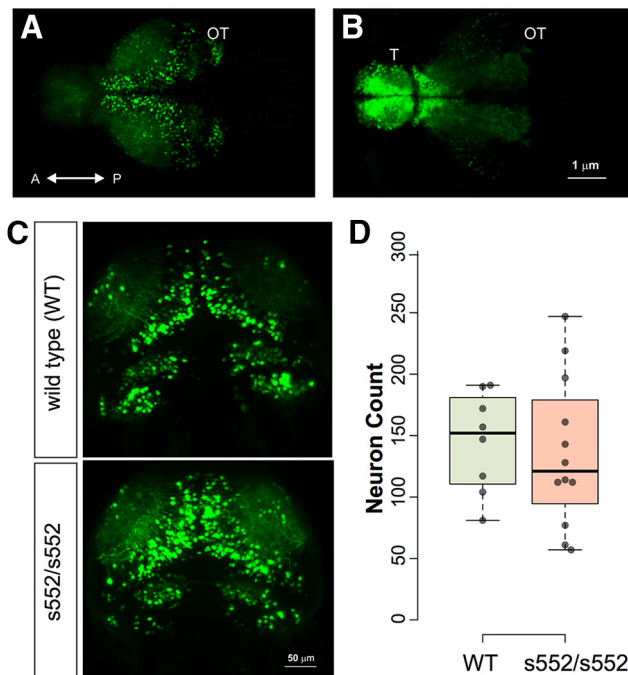 A
OT
A P
B
T
OT
1 µm
C
wild type (WT)
s552/s552
50 µm
D
Neuron Count
300
250
200
150
100
50
0
WT s552/s552